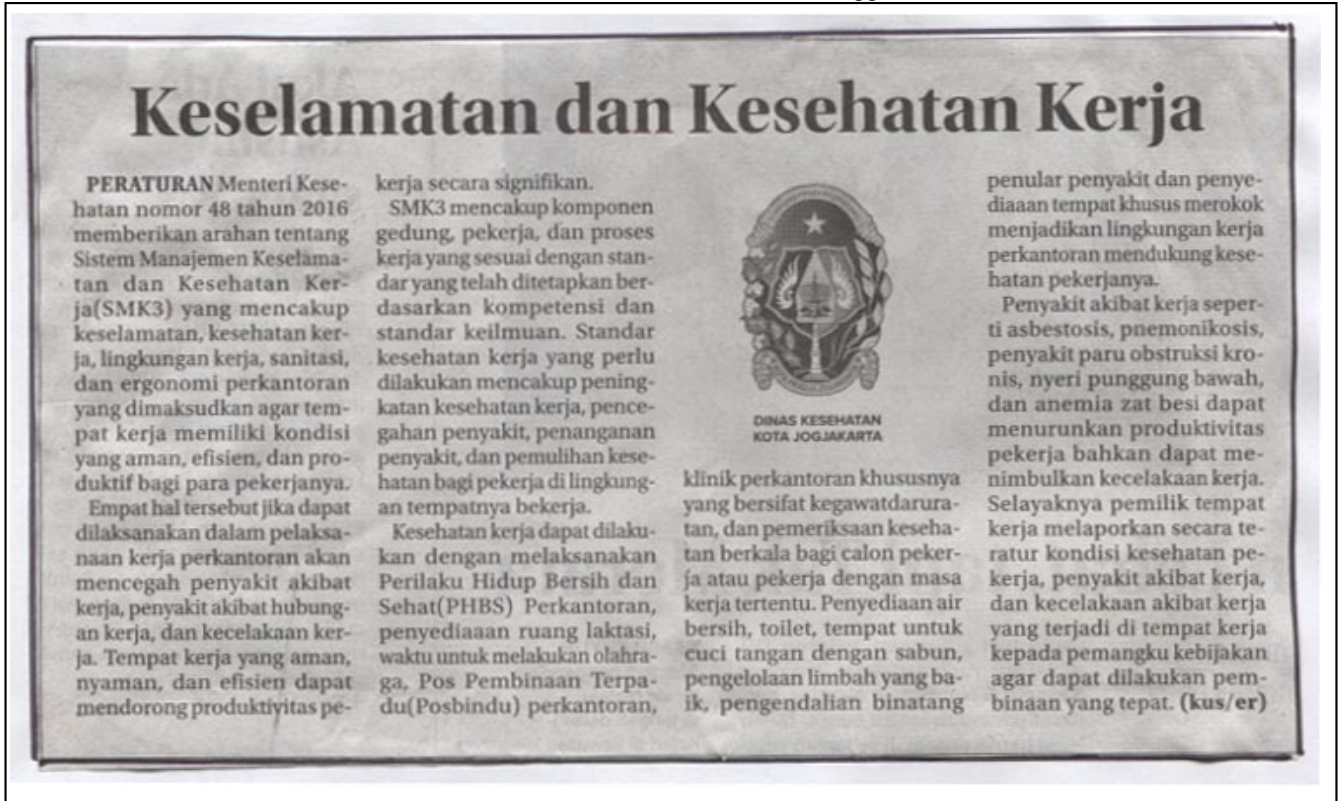 Keselamatan dan Kesehatan Kerja
PERATURAN Menteri Kese-
hatan nomor 48 tahun 2016
memberikan arahan tentang
Sistem Manajemen Keselama-
tan dan Kesehatan Ker-
ja(SMK3) yang mencakup
keselamatan, kesehatan ker-
ja, lingkungan kerja, sanitasi,
dan ergonomi perkantoran
yang dimaksudkan agar tem-
pat kerja memiliki kondisi
yang aman, efisien, dan pro-
duktif bagi para pekerjanya.
Empat hal tersebut jika dapat
dilaksanakan dalam pelaksa-
naan kerja perkantoran akan
mencegah penyakit akibat
kerja, penyakit akibat hubung-
an kerja, dan kecelakaan ker-
ja. Tempat kerja yang aman,
nyaman, dan efisien dapat
mendorong produktivitas pe-
kerja secara signifikan.
SMK3 mencakup komponen
gedung, pekerja, dan proses
kerja yang sesuai dengan stan-
dar yang telah ditetapkan ber-
dasarkan kompetensi dan
standar keilmuan. Standar
kesehatan kerja yang perlu
dilakukan mencakup pening-
katan kesehatan kerja, pence-
gahan penyakit, penanganan
penyakit, dan pemulihan kese-
hatan bagi pekerja di lingkung-
an tempatnya bekerja.
Kesehatan kerja dapat dilaku-
kan dengan melaksanakan
Perilaku Hidup Bersih dan
Sehat(PHBS) Perkantoran,
penyediaaan ruang laktasi,
waktu untuk melakukan olahra-
ga, Pos Pembinaan Terpa-
du(Posbindu) perkantoran,
DINAS KESEHATAN
KOTA JOGJAKARTA
klinik perkantoran khususnya
yang bersifat kegawatdarura-
tan, dan pemeriksaan keseha-
tan berkala bagi calon peker-
ja atau pekerja dengan masa
kerja tertentu. Penyediaan air
bersih, toilet, tempat untuk
cuci tangan dengan sabun,
pengelolaan limbah yang ba-
ik, pengendalian binatang
penular penyakit dan penye-
diaaan tempat khusus merokok
menjadikan lingkungan kerja
perkantoran mendukung kese-
hatan pekerjanya.
Penyakit akibat kerja seper-
ti asbestosis, pnemonikosis,
penyakit paru obstruksi kro-
nis, nyeri punggung bawah,
dan anemia zat besi dapat
menurunkan produktivitas
pekerja bahkan dapat me-
nimbulkan kecelakaan kerja.
Selayaknya pemilik tempat
kerja melaporkan secara te-
ratur kondisi kesehatan pe-
kerja, penyakit akibat kerja,
dan kecelakaan akibat kerja
yang terjadi di tempat kerja
kepada pemangku kebijakan
agar dapat dilakukan pem-
binaan yang tepat. (kus/er)